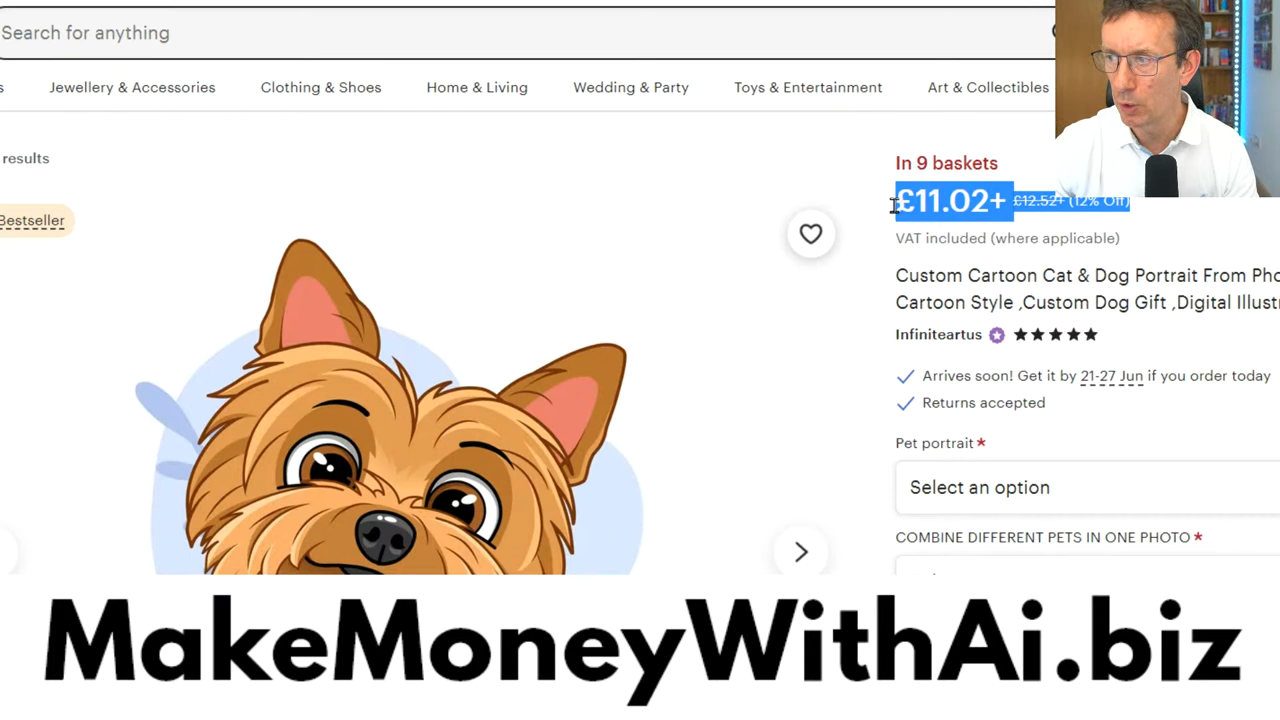 Search for anything
s Jewellery & Accessories Clothing & Shoes Home & Living Wedding & Party Toys & Entertainment Art & Collectibles
results
In 9 baskets
Bestseller
£11.02+ £12.52+ (12% Off)
VAT included (where applicable)
Custom Cartoon Cat & Dog Portrait From Pho
Cartoon Style ,Custom Dog Gift ,Digital Illust
Infiniteartus
Arrives soon! Get it by 21-27 Jun if you order today
Returns accepted
Pet portrait *
Select an option
COMBINE DIFFERENT PETS IN ONE PHOTO *
MakeMoneyWithAi.biz